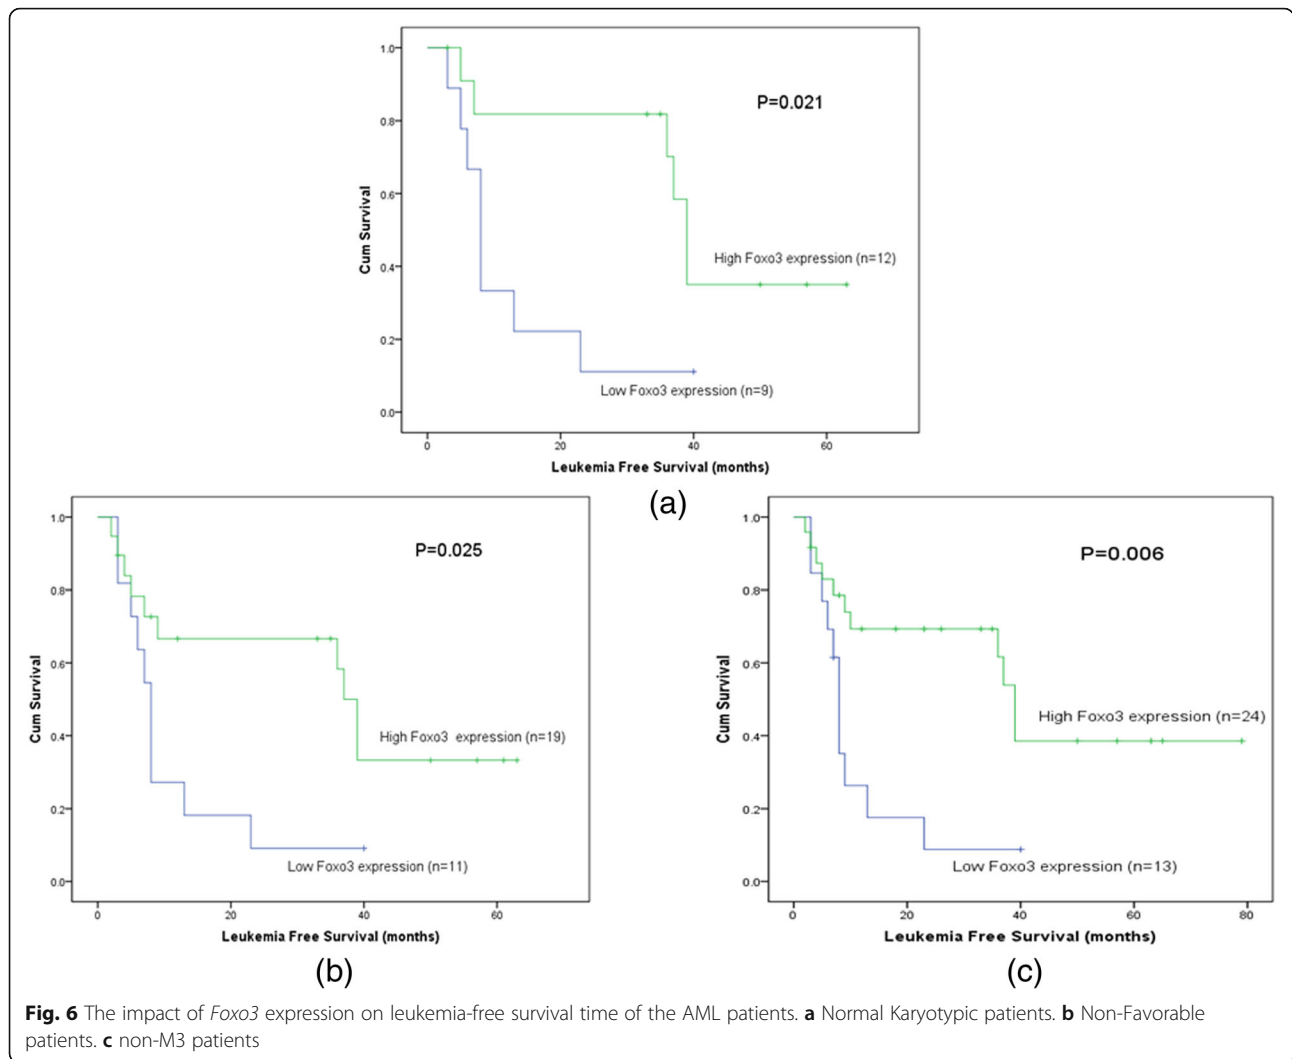 1.0
0.8
0.6
0.4
0.2
0.0
Cum Survival
P=0.021
High Foxo3 expression (n=12)
Low Foxo3 expression (n=9)
0 20 40 60
Leukemia Free Survival (months)
(a)
1.0
0.8
0.6
0.4
0.2
0.0
Cum Survival
P=0.025
High Foxo3 expression (n=19)
Low Foxo3 expression (n=11)
0 20 40 60
Leukemia Free Survival (months)
(b)
1.0
0.8
0.6
0.4
0.2
0.0
Cum Survival
P=0.006
High Foxo3 expression (n=24)
Low Foxo3 expression (n=13)
0 20 40 60 80
Leukemia Free Survival (months)
(c)
Fig. 6 The impact of Foxo3 expression on leukemia-free survival time of the AML patients. a Normal Karyotypic patients. b Non-Favorable
patients. c non-M3 patients